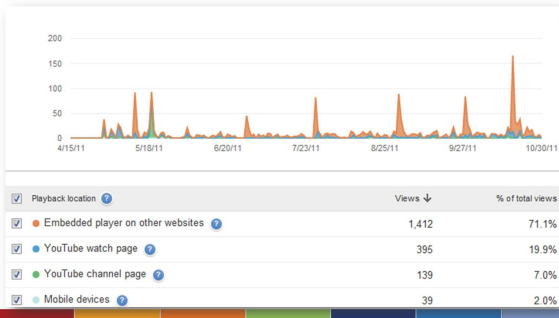 200
150
100
50
0
4/15/11 5/18/11 6/20/11 7/23/11 8/25/11 9/27/11 10/30/11
Playback location ? Views ↓ % of total views
Embedded player on other websites ? 1,412 71.1%
YouTube watch page ? 395 19.9%
YouTube channel page ? 139 7.0%
Mobile devices ? 39 2.0%